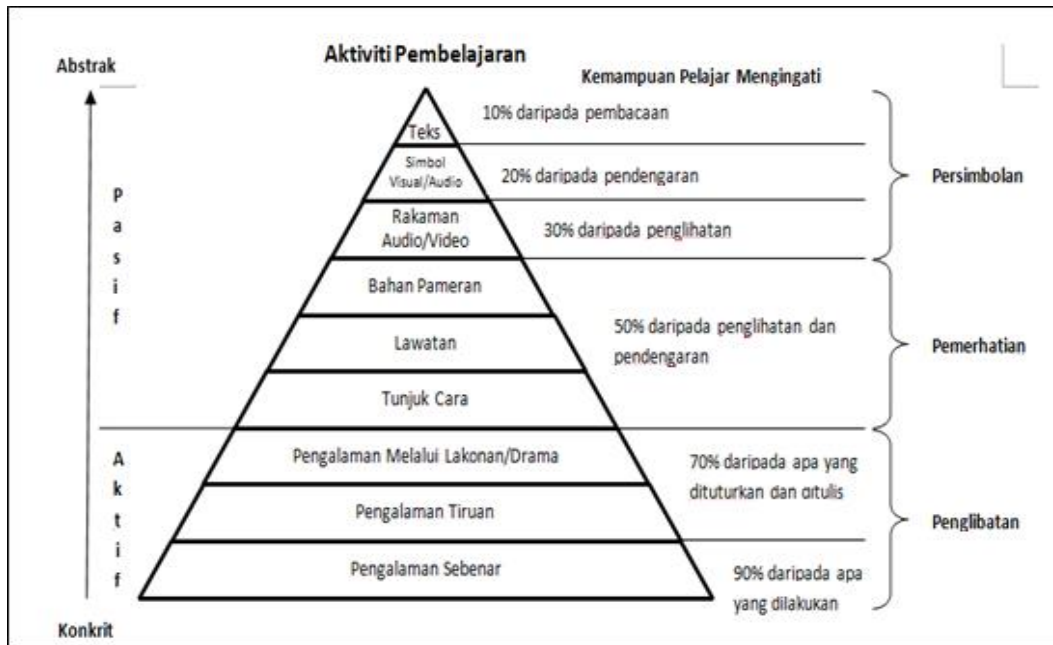 Aktiviti Pembelajaran
Abstrak
Kemampuan Pelajar Mengingati
Teks
10% daripada pembacaan
Simbol
Visual/Audio
20% daripada pendengaran
Persimbolan
Rakaman
Audio/Video
30% daripada penglihatan
Pasif
Bahan Pameran
Lawatan
50% daripada penglihatan dan
pendengaran
Pemerhatian
Tunjuk Cara
Aktif
Pengalaman Melalui Lakonan/Drama
70% daripada apa yang
dituturkan dan ditulis
Pengalaman Tiruan
Penglibatan
Pengalaman Sebenar
90% daripada apa
yang dilakukan
Konkrit